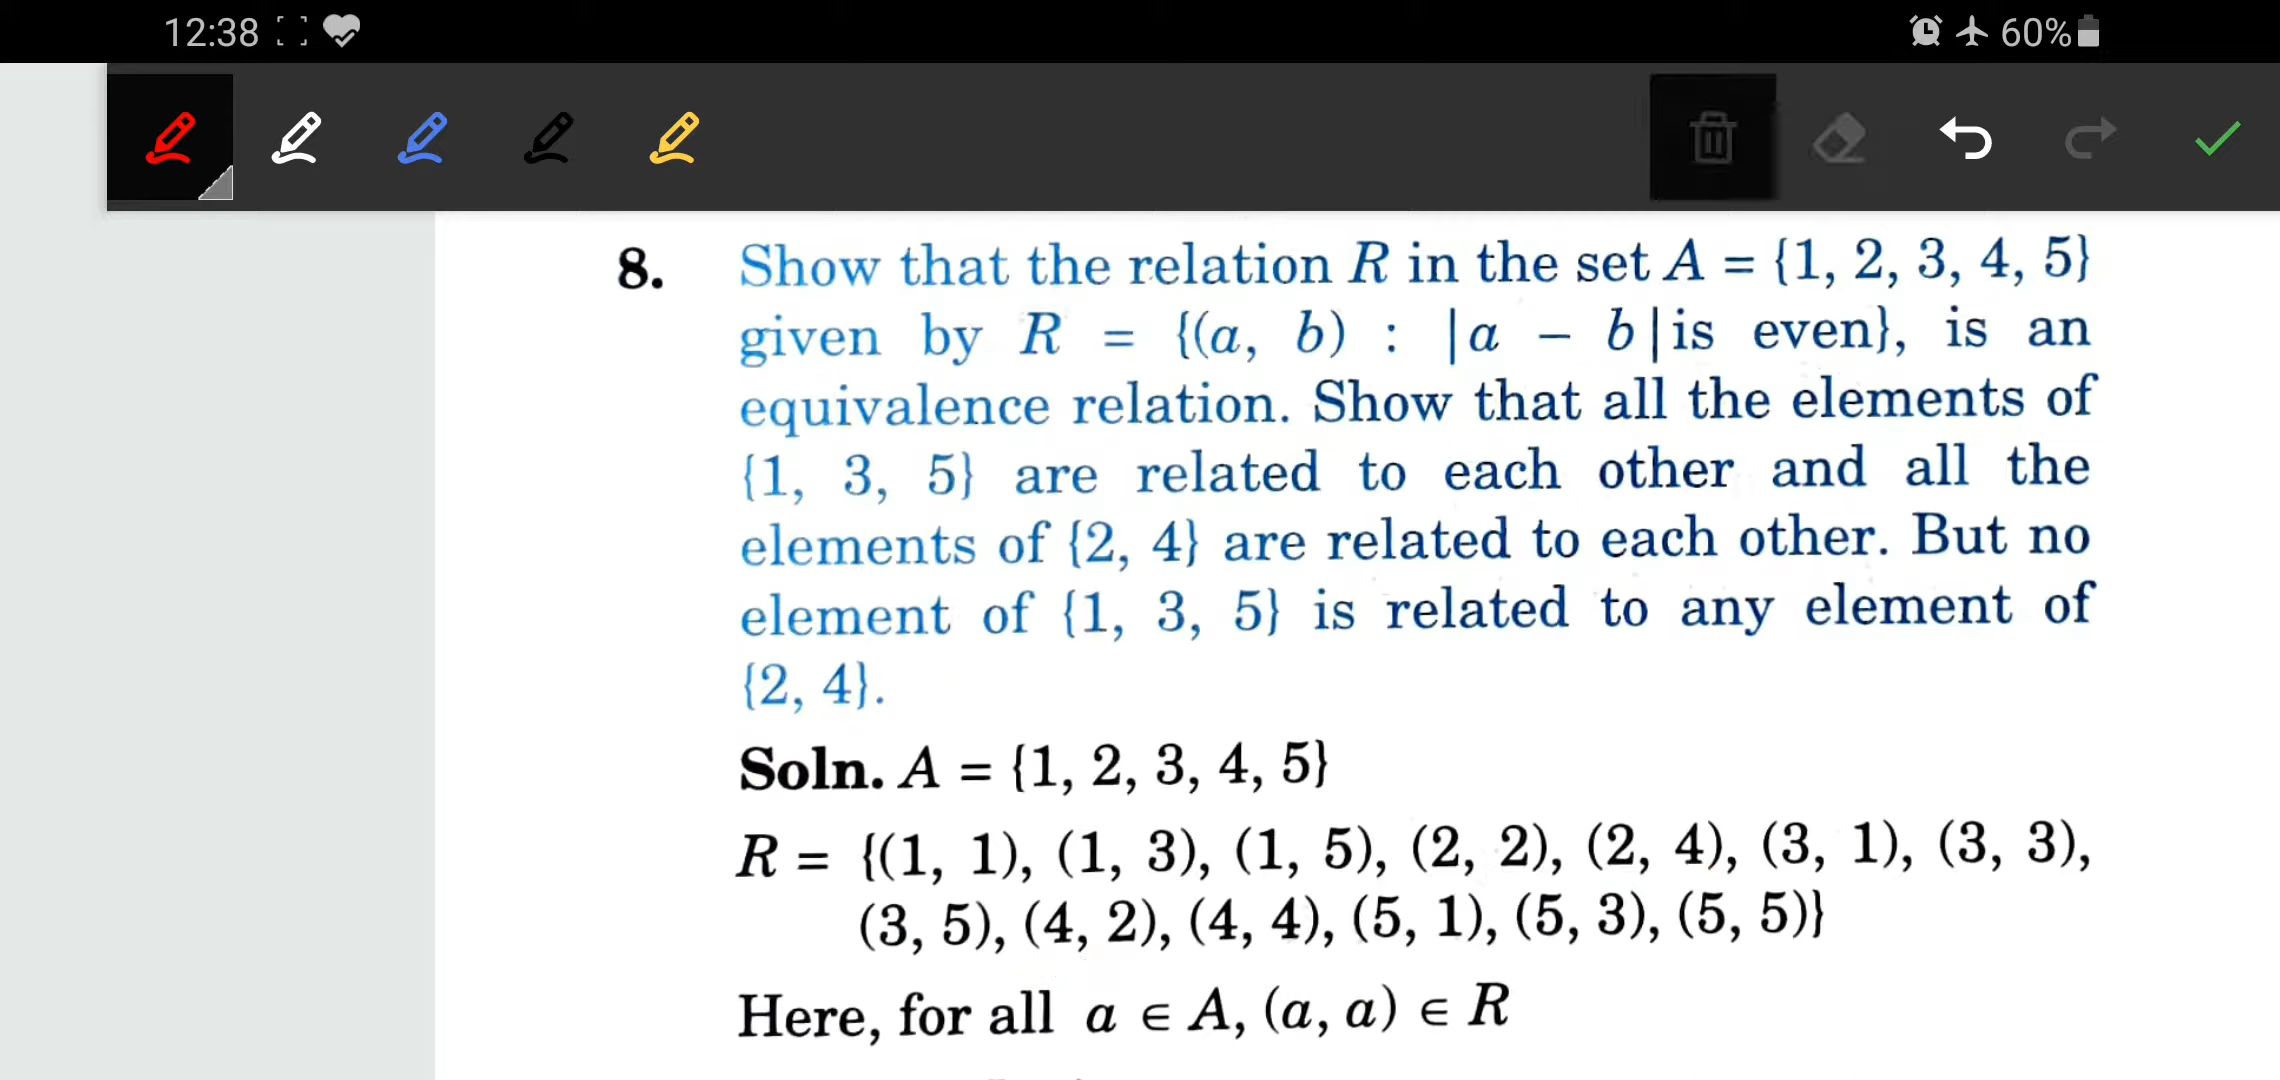 12:38
60%
8. Show that the relation R in the set A = {1, 2, 3, 4, 5}
given by R = {(a, b) : |a – b| is even}, is an
equivalence relation. Show that all the elements of
{1, 3, 5} are related to each other and all the
elements of {2, 4} are related to each other. But no
element of {1, 3, 5} is related to any element of
{2, 4}.
Soln. A = {1, 2, 3, 4, 5}
R = {(1, 1), (1, 3), (1, 5), (2, 2), (2, 4), (3, 1), (3, 3),
(3, 5), (4, 2), (4, 4), (5, 1), (5, 3), (5, 5)}
Here, for all a ∈ A, (a, a) ∈ R